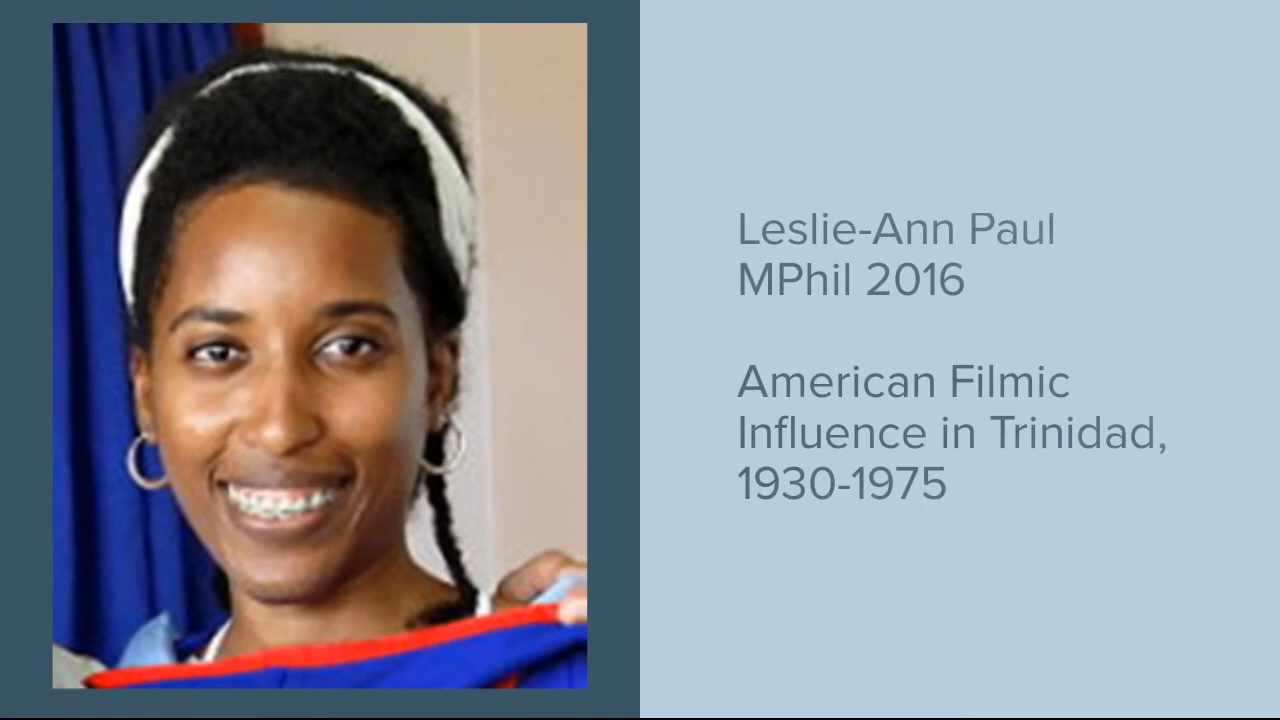 Leslie-Ann Paul
MPhil 2016
American Filmic
Influence in Trinidad,
1930-1975